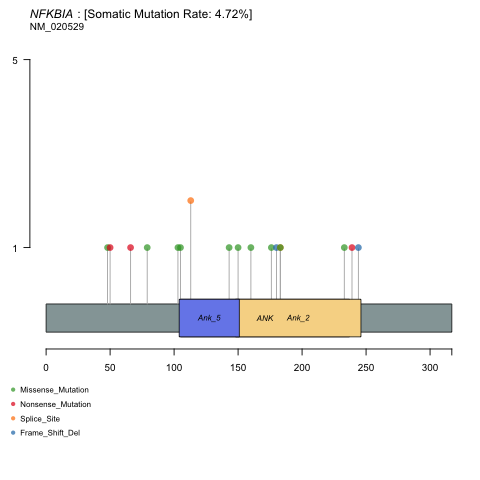 NFKBIA : [Somatic Mutation Rate: 4.72%]
NM_020529
5
1
Ank_5 ANK Ank_2
0 50 100 150 200 250 300
Missense_Mutation
Nonsense_Mutation
Splice_Site
Frame_Shift_Del